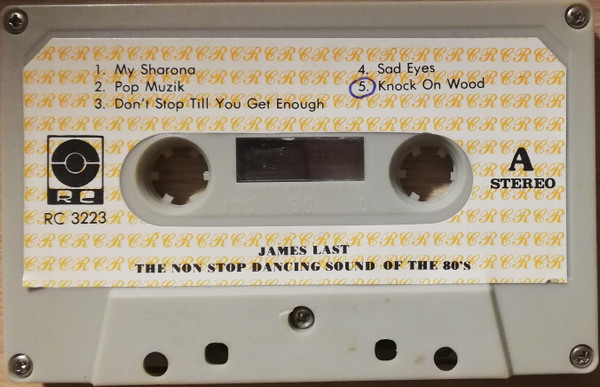 1. My Sharona
2. Pop Muzik
3. Don't Stop Till You Get Enough
4. Sad Eyes
5. Knock On Wood
RC
RC 3223
A
STEREO
JAMES LAST
THE NON STOP DANCING SOUND OF THE 80'S